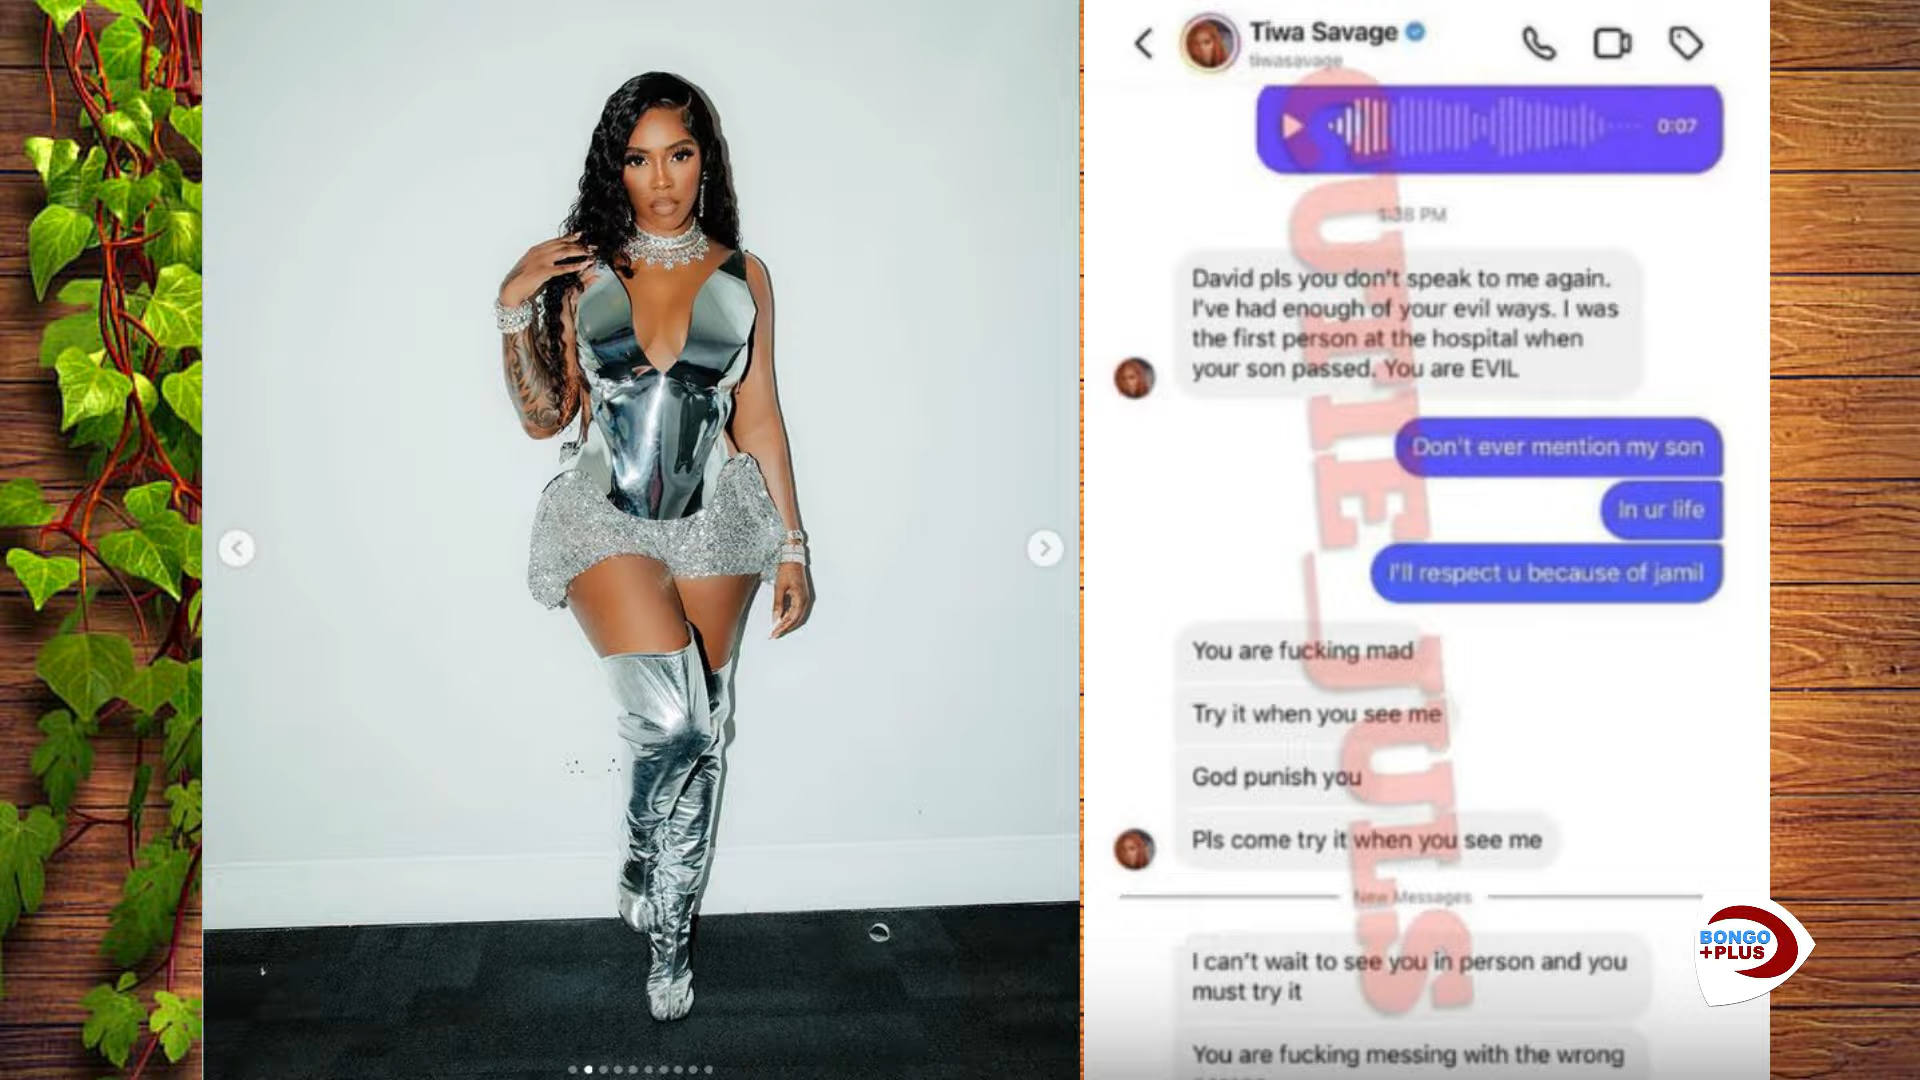 Tiwa Savage
tiwasavage
0:07
1:38 PM
David pls you don't speak to me again.
I've had enough of your evil ways. I was
the first person at the hospital when
your son passed. You are EVIL
Don't ever mention my son
In ur life
I'll respect u because of jamil
You are fucking mad
Try it when you see me
God punish you
Pls come try it when you see me
New Messages
I can't wait to see you in person and you
must try it
You are fucking messing with the wrong
CUTIE_JULS
BONGO
+PLUS